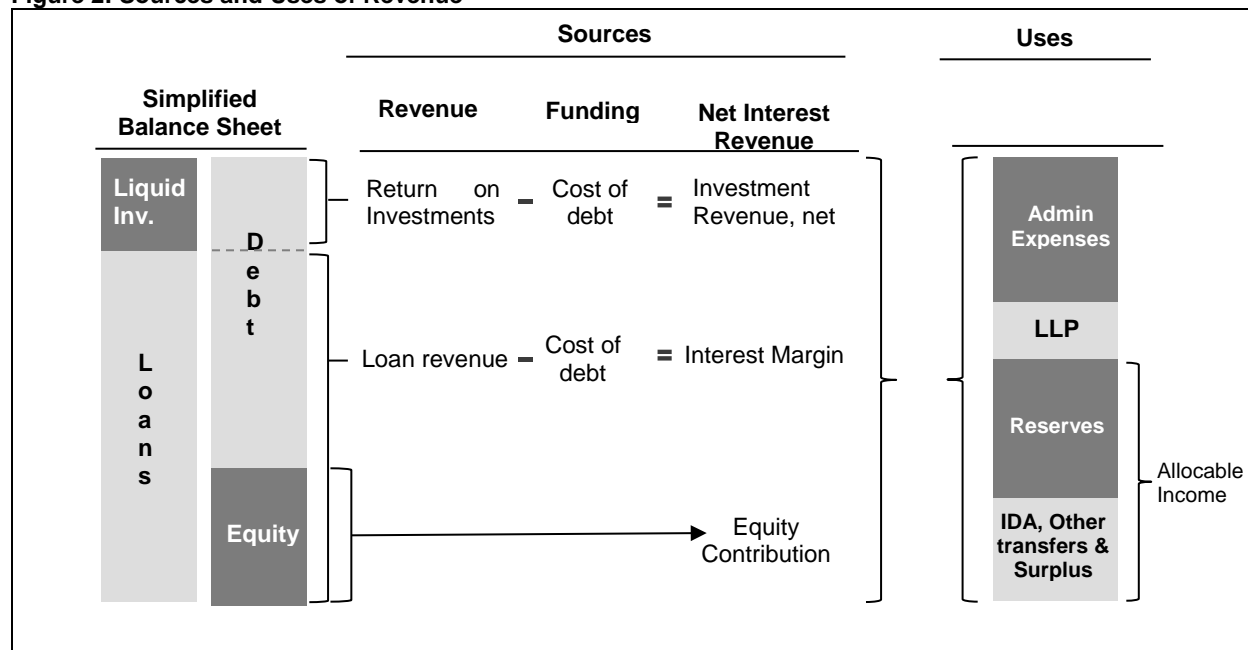 Figure 2: Sources and Uses of Revenue
Sources
Uses
Simplified
Balance Sheet
Revenue
Funding
Net Interest
Revenue
Liquid
Inv.
Debt
Return on
Investments
–
Cost of
debt
=
Investment
Revenue, net
Loans
Loan revenue
–
Cost of
debt
=
Interest Margin
Equity
Equity
Contribution
Admin
Expenses
LLP
Reserves
IDA, Other
transfers &
Surplus
Allocable
Income